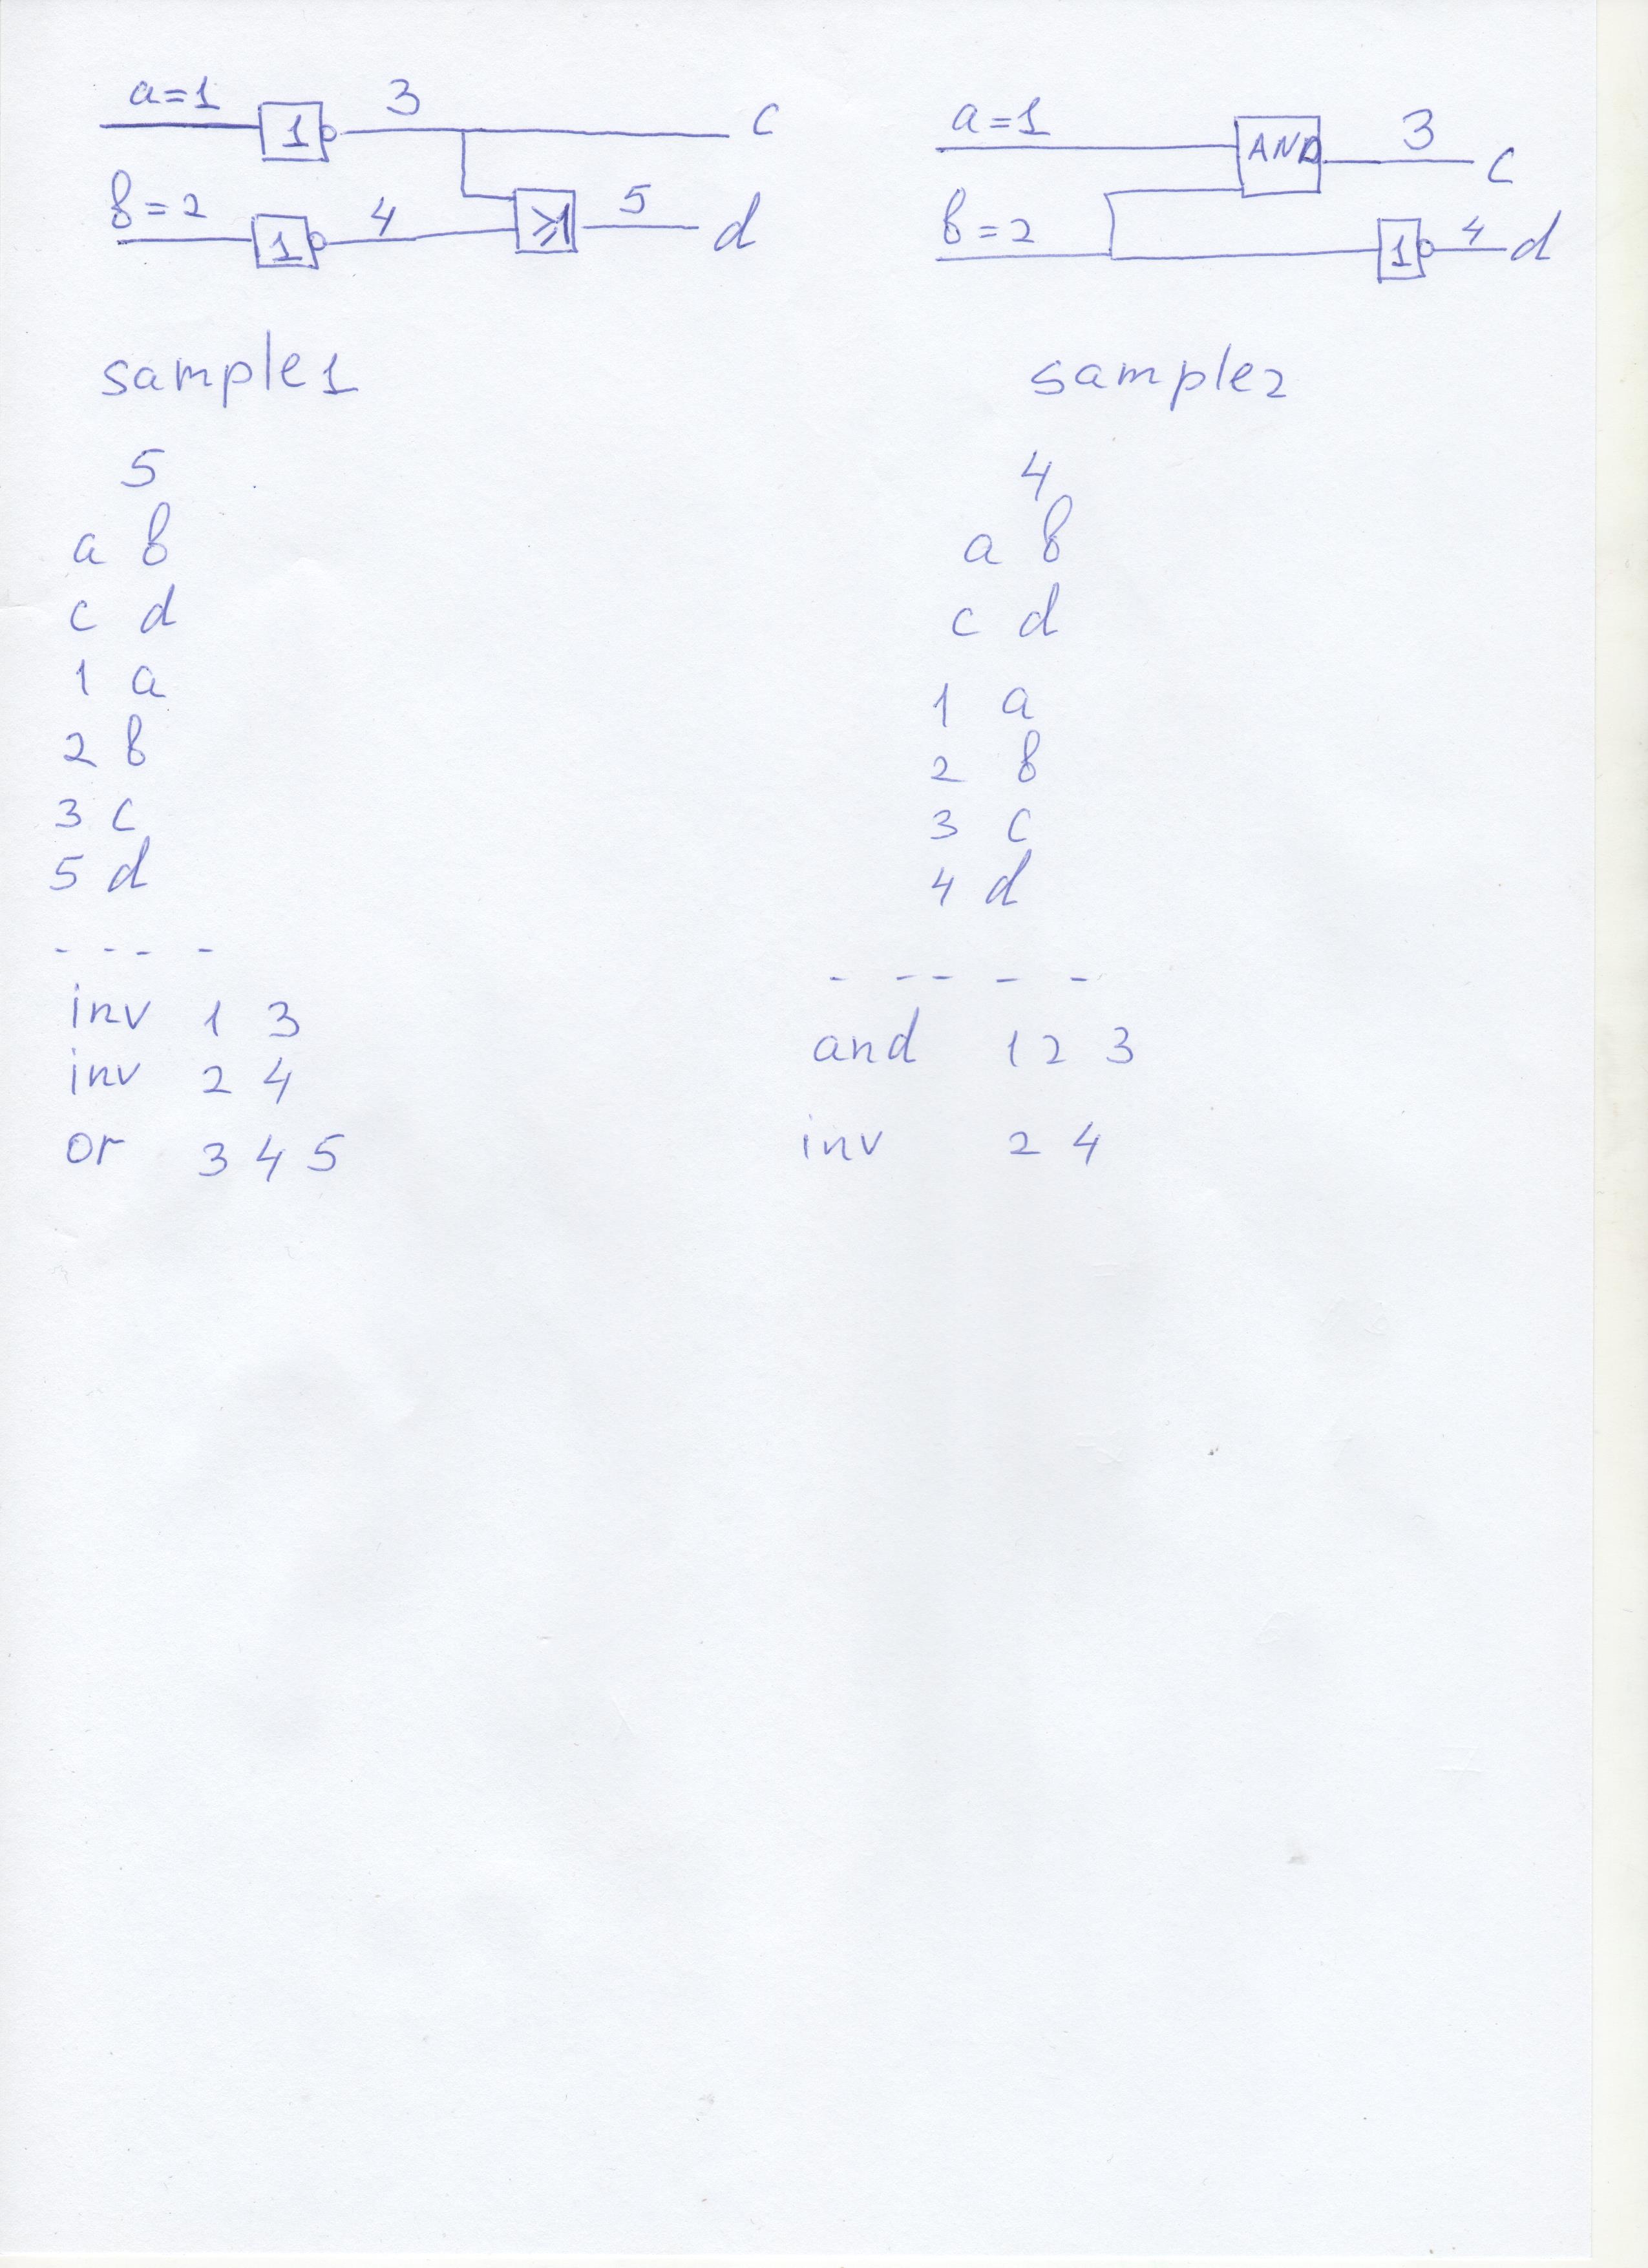 a=1 3 c
1
b=2 4 5 d
1 ≥1
sample1
5
a b
c d
1 a
2 b
3 c
5 d
- - - -
inv 1 3
inv 2 4
or 3 4 5
a=1 3
AND c
b=2 4 d
1
sample2
4
a b
c d
1 a
2 b
3 c
4 d
- - - - -
and 1 2 3
inv 2 4